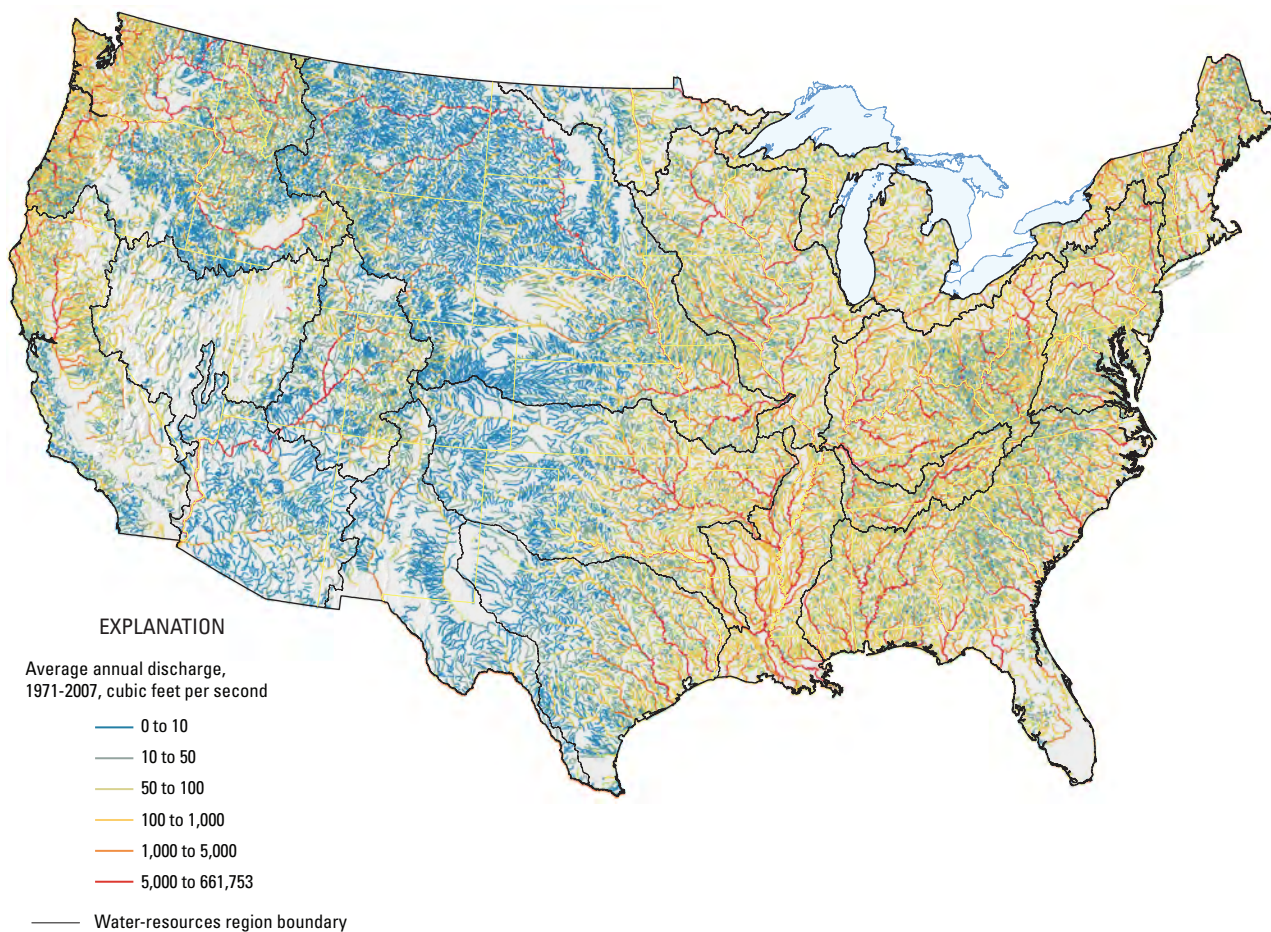 EXPLANATION
Average annual discharge,
1971-2007, cubic feet per second
0 to 10
10 to 50
50 to 100
100 to 1,000
1,000 to 5,000
5,000 to 661,753
Water-resources region boundary